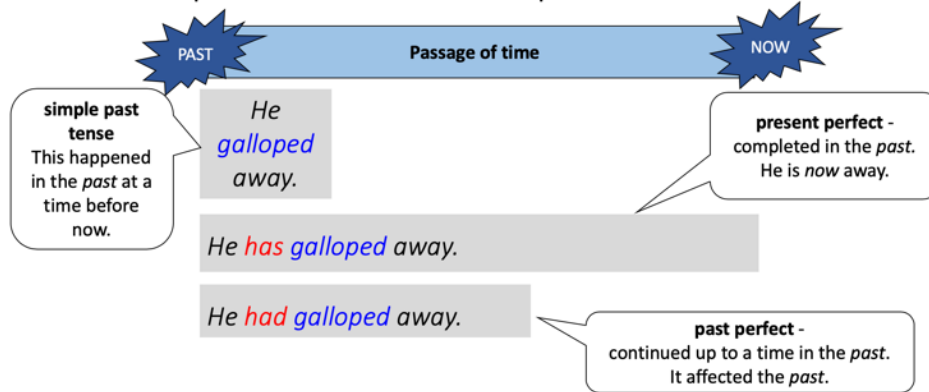 PAST
Passage of time
NOW
simple past
tense
This happened
in the past at a
time before
now.
He
galloped
away.
present perfect -
completed in the past.
He is now away.
He has galloped away.
He had galloped away.
past perfect -
continued up to a time in the past.
It affected the past.